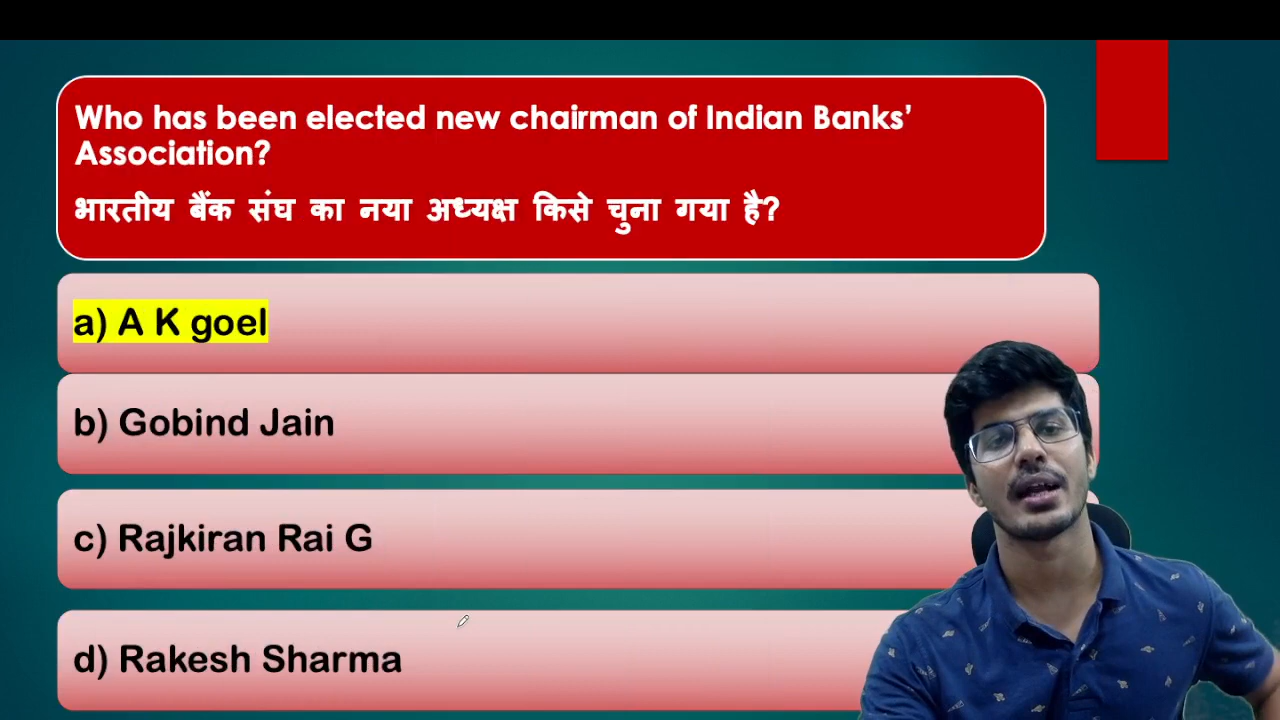 Who has been elected new chairman of Indian Banks’
Association?
भारतीय बैंक संघ का नया अध्यक्ष किसे चुना गया है?
a) A K goel
b) Gobind Jain
c) Rajkiran Rai G
d) Rakesh Sharma